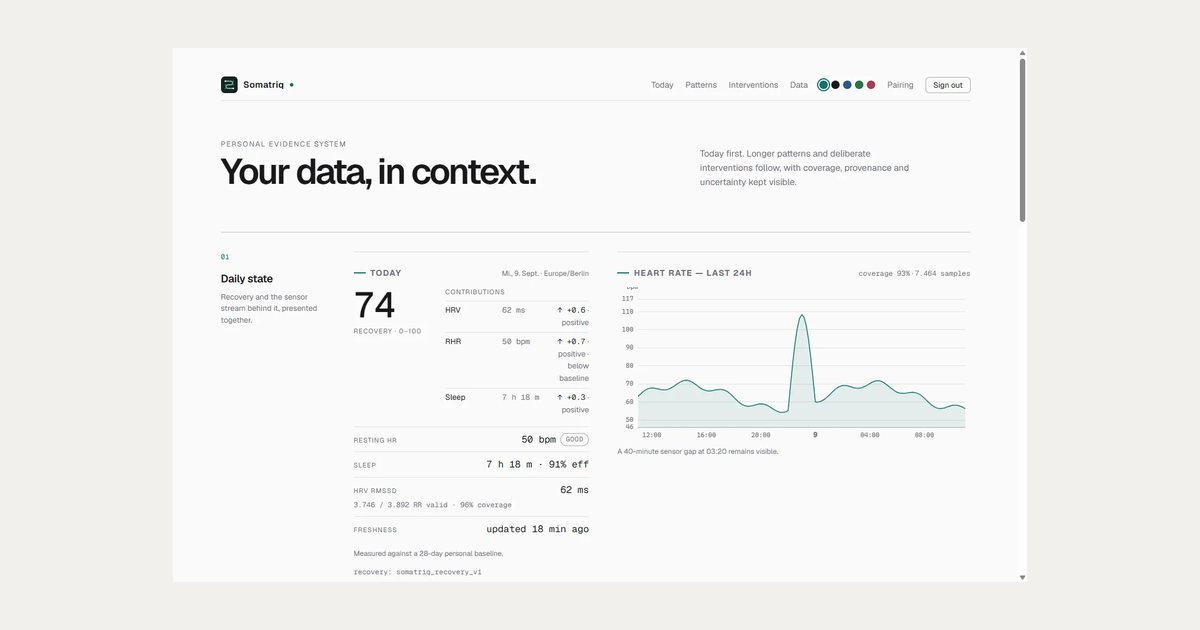 Somatriq
Today Patterns Interventions Data Pairing Sign out
PERSONAL EVIDENCE SYSTEM
Your data, in context.
Today first. Longer patterns and deliberate
interventions follow, with coverage, provenance and
uncertainty kept visible.
01
Daily state
Recovery and the sensor
stream behind it, presented
together.
TODAY
Mi., 9. Sept. · Europe/Berlin
74
RECOVERY · 0–100
CONTRIBUTIONS
HRV 62 ms ↑ +0.6 ·
positive
RHR 50 bpm ↑ +0.7 ·
positive ·
below
baseline
Sleep 7 h 18 m ↑ +0.3 ·
positive
RESTING HR 50 bpm GOOD
SLEEP 7 h 18 m · 91% eff
HRV RMSSD 62 ms
3.746 / 3.892 RR valid · 96% coverage
FRESHNESS updated 18 min ago
Measured against a 28-day personal baseline.
recovery: somatriq_recovery_v1
HEART RATE — LAST 24H
coverage 93% · 7.464 samples
bpm
117
110
100
90
80
70
60
50
46
12:00 16:00 20:00 9 04:00 08:00
A 40-minute sensor gap at 03:20 remains visible.